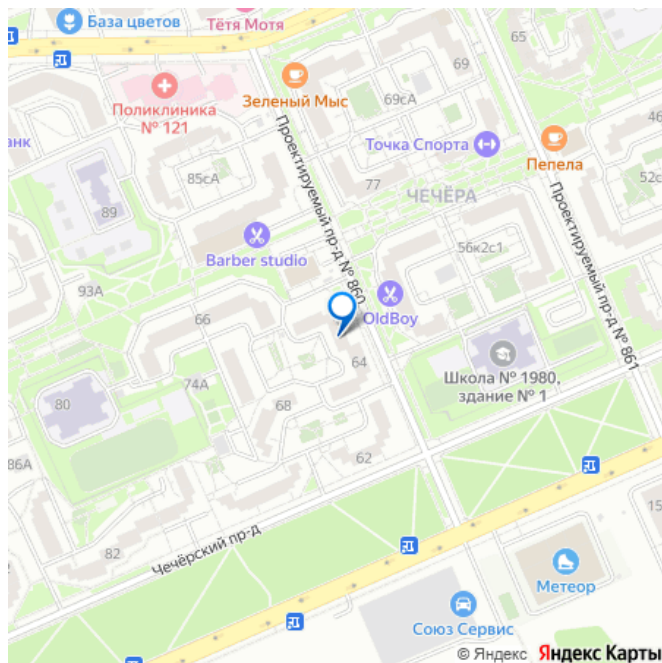 База цветов
Тётя Мотя
65
69
Зеленый Мыс
69сА
Поликлиника
№ 121
46
анк
Точка Спорта
Пепела
Проектируемый пр-д № 860
85сА
77
52с
89
ЧЕЧЁРА
Проектируемый пр-д № 861
56к2с1
Barber studio
93А
66
OldBoy
64
Школа № 1980,
здание № 1
74А
80
68
62
86А
82
Чечёрский пр-д
15
Метеор
Союз Сервис
© Яндекс Яндекс Карты